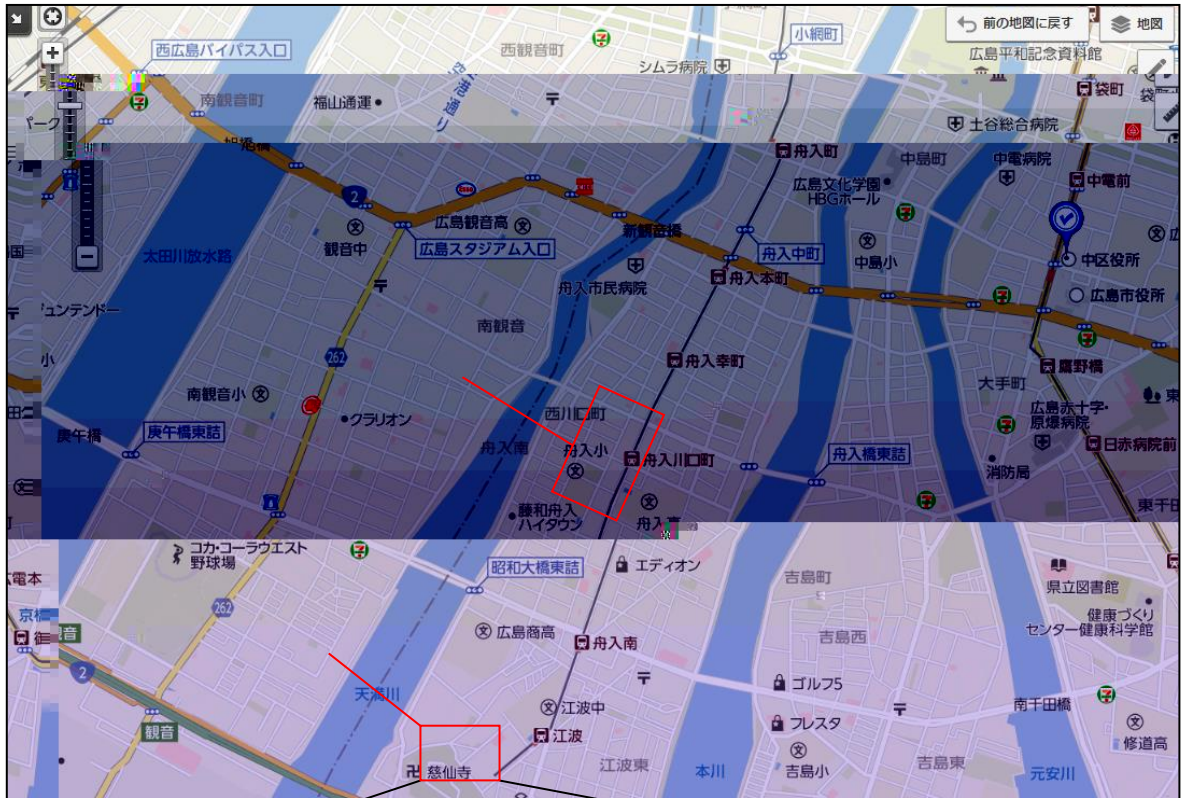 前の地図に戻す
地図
西広島バイパス入口
西観音町
小網町
広島平和記念資料館
シムラ病院
袋町
南観音町
福山通運
空港通り
土谷総合病院
パーク
旭橋
舟入町
中島町
中電病院
広島文化学園
HBGホール
中電前
2
広島観音高
観音中
広島スタジアム入口
新観音橋
舟入中町
中島小
中区役所
太田川放水路
舟入市民病院
舟入本町
広島市役所
南観音
262
舟入幸町
鷹野橋
大手町
南観音小
クラリオン
西川口町
広島赤十字・
原爆病院
庚午橋
庚午橋東詰
舟入南
舟入小
舟入川口町
舟入橋東詰
日赤病院前
消防局
藤和舟入
ハイタウン
コカ・コーラウエスト
野球場
昭和大橋東詰
エディオン
吉島町
県立図書館
262
健康づくり
センター健康科学館
広島商高
舟入南
吉島西
2
天満川
ゴルフ5
南千田橋
江波中
観音
江波
フレスタ
修道高
慈仙寺
江波東
本川
吉島小
吉島東
元安川